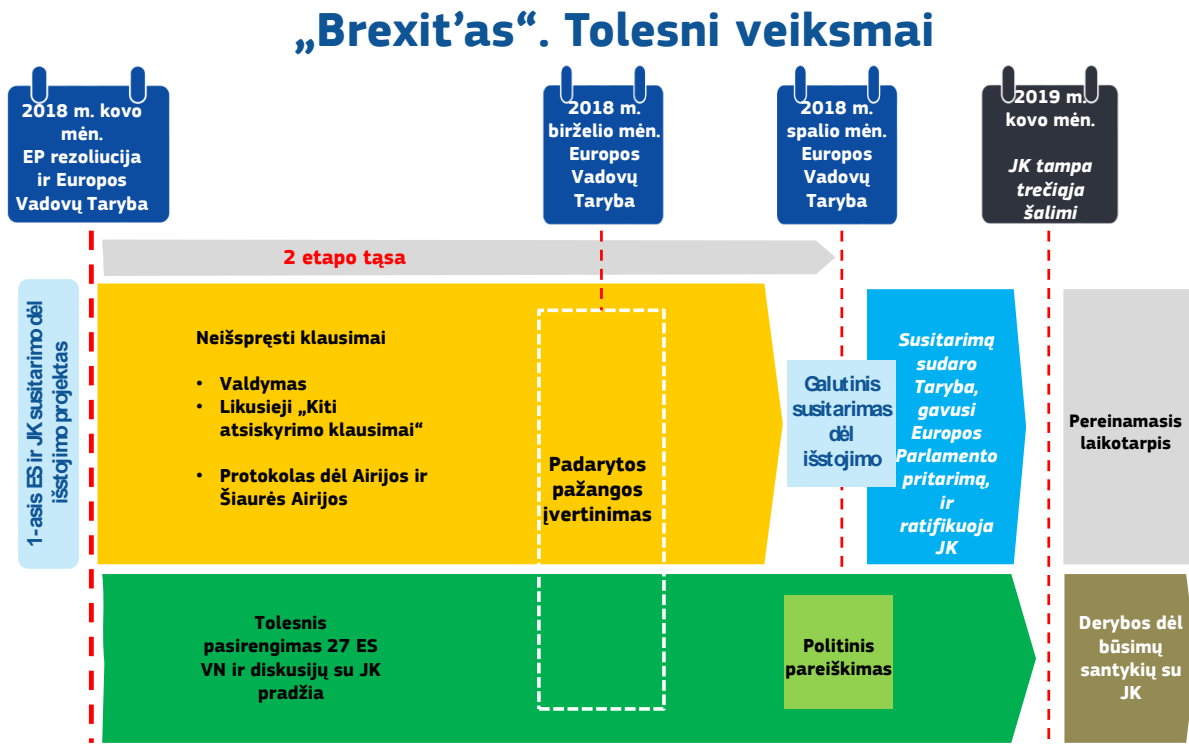 „Brexit’as“. Tolesni veiksmai
2018 m. kovo
mėn.
EP rezoliucija
ir Europos
Vadovų Taryba
2018 m.
birželio mėn.
Europos
Vadovų
Taryba
2018 m.
spalio mėn.
Europos
Vadovų
Taryba
2019 m.
kovo mėn.
JK tampa
trečiąja
šalimi
2 etapo tąsa
1-asis ES ir JK susitarimo dėl
išstojimo projektas
Neišspręsti klausimai
• Valdymas
• Likusieji „Kiti
atsiskyrimo klausimai“
• Protokolas dėl Airijos ir
Šiaurės Airijos
Padarytos
pažangos
įvertinimas
Galutinis
susitarimas
dėl
išstojimo
Susitarimą
sudaro
Taryba,
gavusi
Europos
Parlamento
pritarimą,
ir
ratifikuoja
JK
Pereinamasis
laikotarpis
Tolesnis
pasirengimas 27 ES
VN ir diskusijų su JK
pradžia
Politinis
pareiškimas
Derybos dėl
būsimų
santykių su
JK